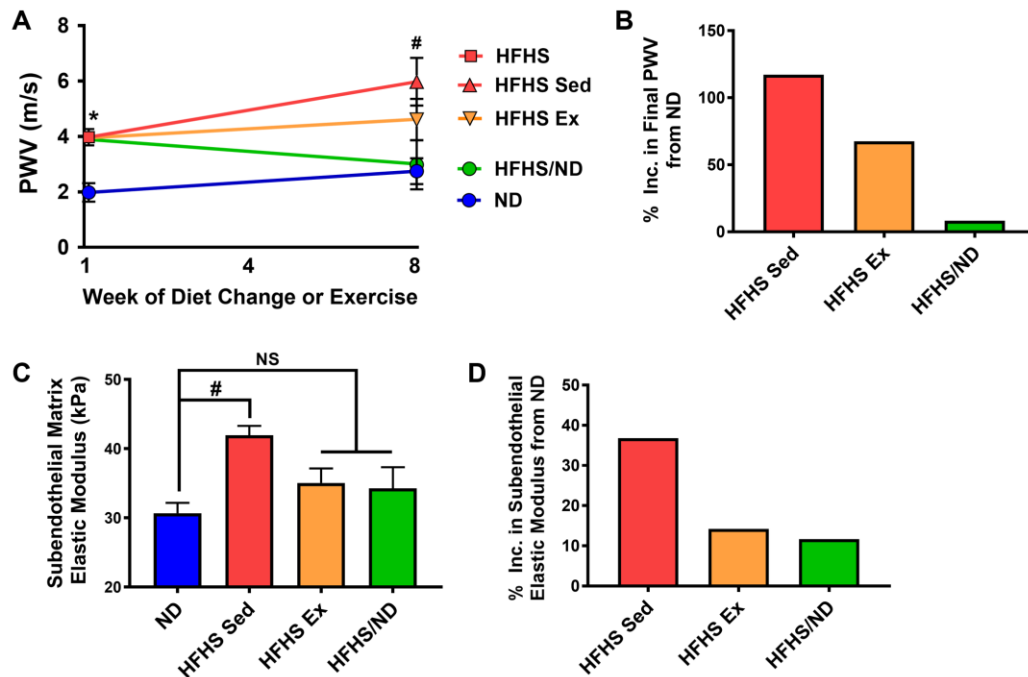 A
PWV (m/s)
8
6
4
2
0
*
#
1
4
8
Week of Diet Change or Exercise
HFHS
HFHS Sed
HFHS Ex
HFHS/ND
ND
B
% Inc. in Final PWV
from ND
150
100
50
0
HFHS Sed
HFHS Ex
HFHS/ND
C
Subendothelial Matrix
Elastic Modulus (kPa)
50
40
30
20
NS
#
ND
HFHS Sed
HFHS Ex
HFHS/ND
D
% Inc. in Subendothelial
Elastic Modulus from ND
50
40
30
20
10
0
HFHS Sed
HFHS Ex
HFHS/ND